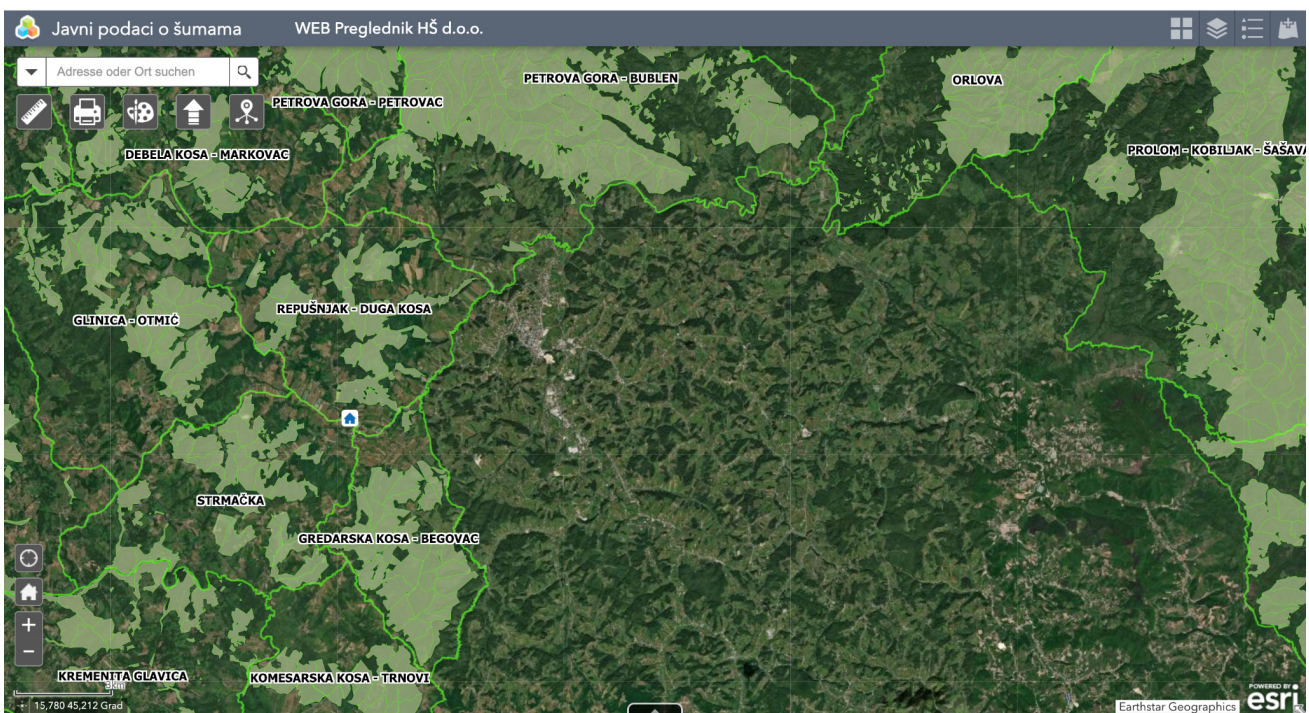 Javni podaci o šumama
WEB Preglednik HŠ d.o.o.
Adresse oder Ort suchen
PETROVA GORA - BUBLEN
ORLOVA
PETROVA GORA - PETROVAC
DEBELA KOSA - MARKOVAC
PROLOM - KOBILJAK - ŠAŠAVA
REPUŠNJAK - DUGA KOSA
GLINICA - OTMIĆ
STRMAČKA
GREDARSKA KOSA - BEGOVAC
KREMENITA GLAVICA
KOMESARSKA KOSA - TRNOVI
3km
15,780 45,212 Grad
Earthstar Geographics
POWERED BY
esri